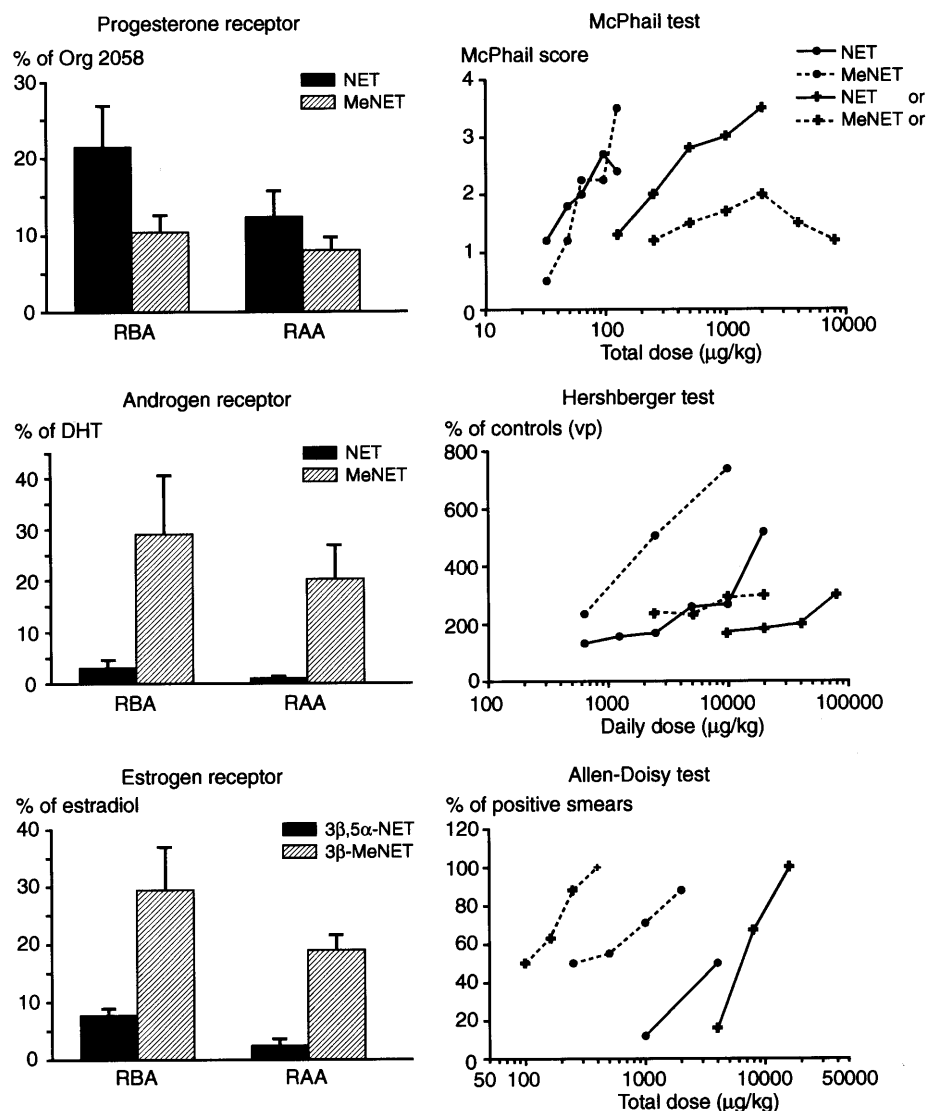 Progesterone receptor
% of Org 2058
NET
MeNET
30
20
10
0
RBA
RAA
McPhail test
McPhail score
NET
MeNET
NET or
MeNET or
4
3
2
1
0
10
100
1000
10000
Total dose (μg/kg)
Androgen receptor
% of DHT
NET
MeNET
40
30
20
10
0
RBA
RAA
Hershberger test
% of controls (vp)
800
600
400
200
0
100
1000
10000
100000
Daily dose (μg/kg)
Estrogen receptor
% of estradiol
3β,5α-NET
3β-MeNET
40
30
20
10
0
RBA
RAA
Allen-Doisy test
% of positive smears
120
100
80
60
40
20
0
50
100
1000
10000
50000
Total dose (μg/kg)